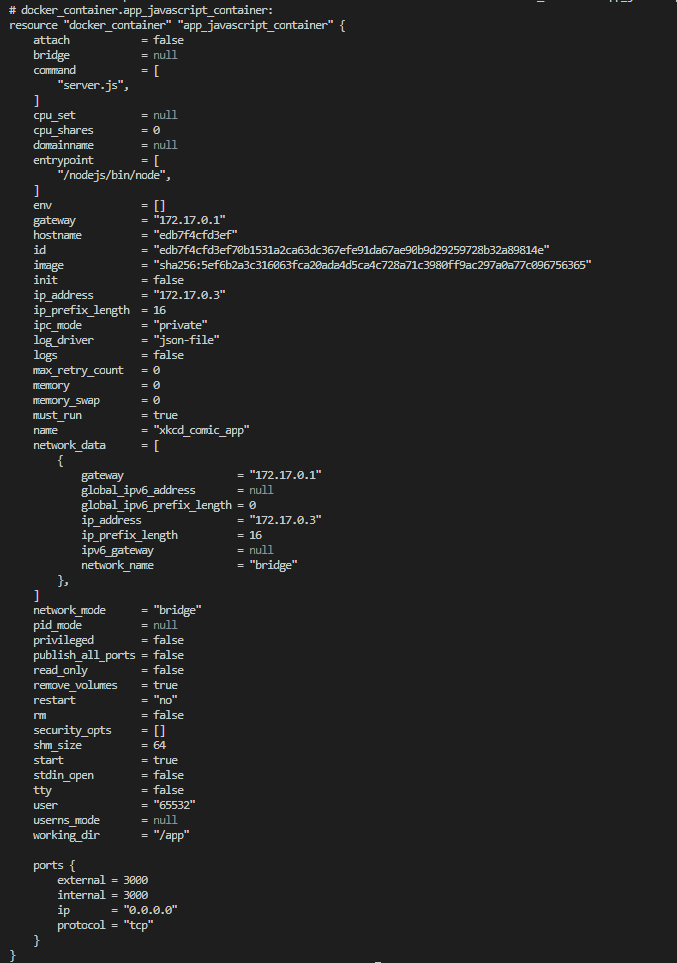 # docker_container.app_javascript_container:
resource "docker_container" "app_javascript_container" {
    attach            = false
    bridge            = null
    command           = [
        "server.js",
    ]
    cpu_set           = null
    cpu_shares        = 0
    domainname        = null
    entrypoint        = [
        "/nodejs/bin/node",
    ]
    env               = []
    gateway           = "172.17.0.1"
    hostname          = "edb7f4cfd3ef"
    id                = "edb7f4cfd3ef70b1531a2ca63dc367efe91da67ae90b9d29259728b32a89814e"
    image             = "sha256:5ef6b2a3c316063fca20ada4d5ca4c728a71c3980ff9ac297a0a77c096756365"
    init              = false
    ip_address        = "172.17.0.3"
    ip_prefix_length  = 16
    ipc_mode          = "private"
    log_driver        = "json-file"
    logs              = false
    max_retry_count   = 0
    memory            = 0
    memory_swap       = 0
    must_run          = true
    name              = "xkcd_comic_app"
    network_data      = [
        {
            gateway                   = "172.17.0.1"
            global_ipv6_address       = null
            global_ipv6_prefix_length = 0
            ip_address                = "172.17.0.3"
            ip_prefix_length          = 16
            ipv6_gateway              = null
            network_name              = "bridge"
        },
    ]
    network_mode      = "bridge"
    pid_mode          = null
    privileged        = false
    publish_all_ports = false
    read_only         = false
    remove_volumes    = true
    restart           = "no"
    rm                = false
    security_opts     = []
    shm_size          = 64
    start             = true
    stdin_open        = false
    tty               = false
    user              = "65532"
    userns_mode       = null
    working_dir       = "/app"

    ports {
        external = 3000
        internal = 3000
        ip       = "0.0.0.0"
        protocol = "tcp"
    }
}